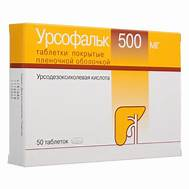 Урсофальк 500 мг
таблетки покрытые
пленочной оболочкой
Урсодезоксихолевая кислота
50 таблеток